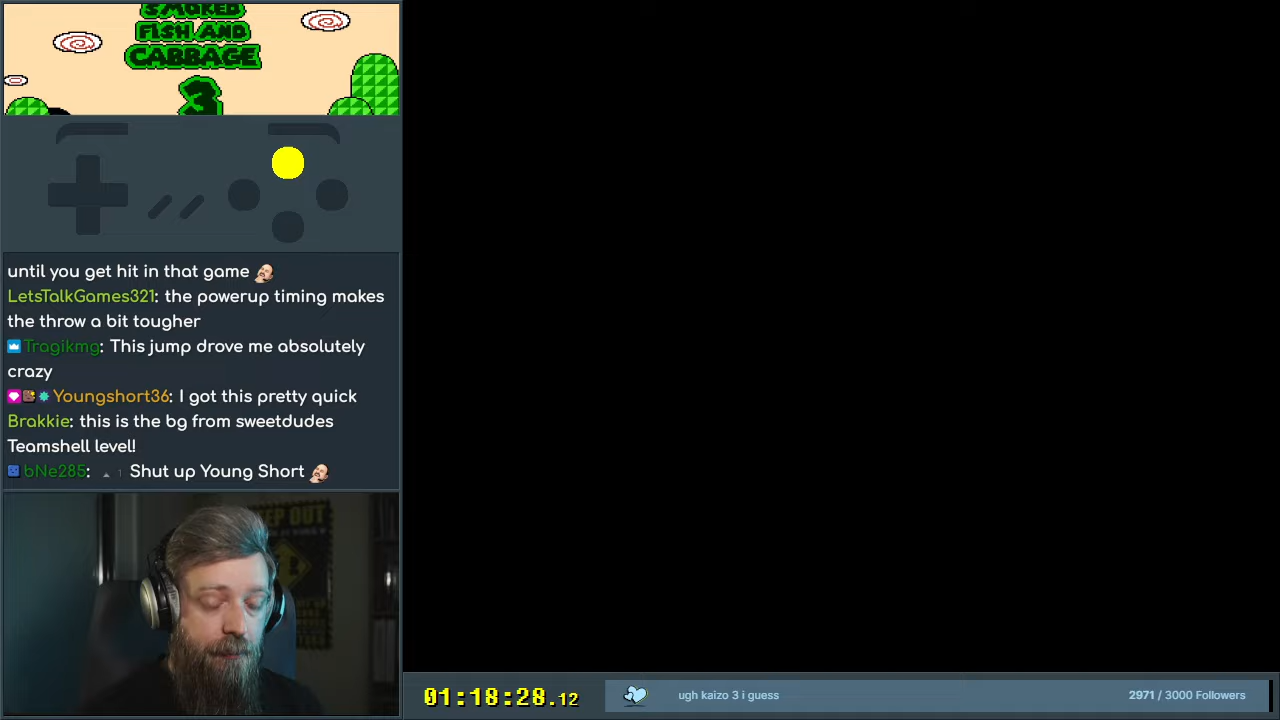 SMOKED
FISH AND
CABBAGE
3
until you get hit in that game
LetsTalkGames321: the powerup timing makes
the throw a bit tougher
Tragikmg: This jump drove me absolutely
crazy
Youngshort36: I got this pretty quick
Brakkie: this is the bg from sweetdudes
Teamshell level!
bNe285: 1 Shut up Young Short
KEEP OUT
01:18:28.12
ugh kaizo 3 i guess
2971 / 3000 Followers